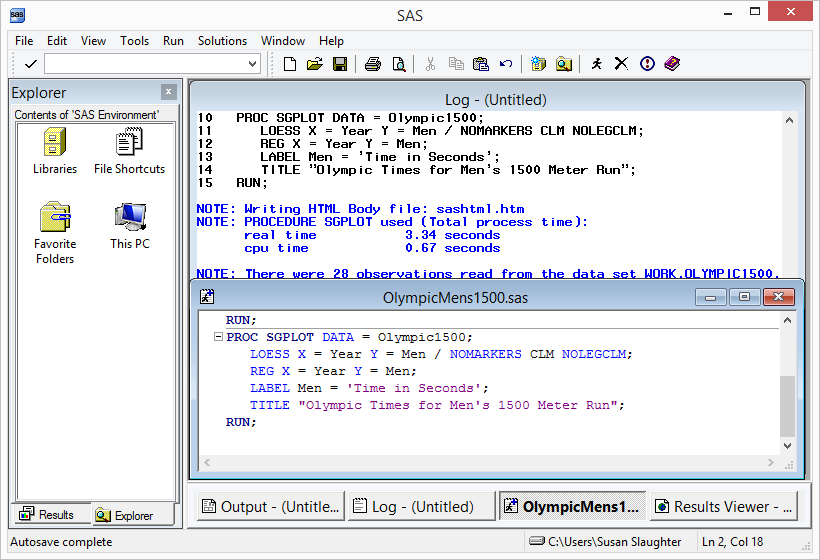 SAS
File Edit View Tools Run Solutions Window Help
Explorer
Contents of 'SAS Environment'
Libraries File Shortcuts
Favorite Folders This PC
Results Explorer
Log - (Untitled)
10 PROC SGPLOT DATA = Olympic1500;
11 LOESS X = Year Y = Men / NOMARKERS CLM NOLEGCLM;
12 REG X = Year Y = Men;
13 LABEL Men = 'Time in Seconds';
14 TITLE "Olympic Times for Men's 1500 Meter Run";
15 RUN;
NOTE: Writing HTML Body file: sashtml.htm
NOTE: PROCEDURE SGPLOT used (Total process time):
real time 3.34 seconds
cpu time 0.67 seconds
NOTE: There were 28 observations read from the data set WORK.OLYMPIC1500.
OlympicMens1500.sas
RUN;
PROC SGPLOT DATA = Olympic1500;
LOESS X = Year Y = Men / NOMARKERS CLM NOLEGCLM;
REG X = Year Y = Men;
LABEL Men = 'Time in Seconds';
TITLE "Olympic Times for Men's 1500 Meter Run";
RUN;
Output - (Untitle... Log - (Untitled) OlympicMens1... Results Viewer - ...
Autosave complete C:\Users\Susan Slaughter Ln 2, Col 18